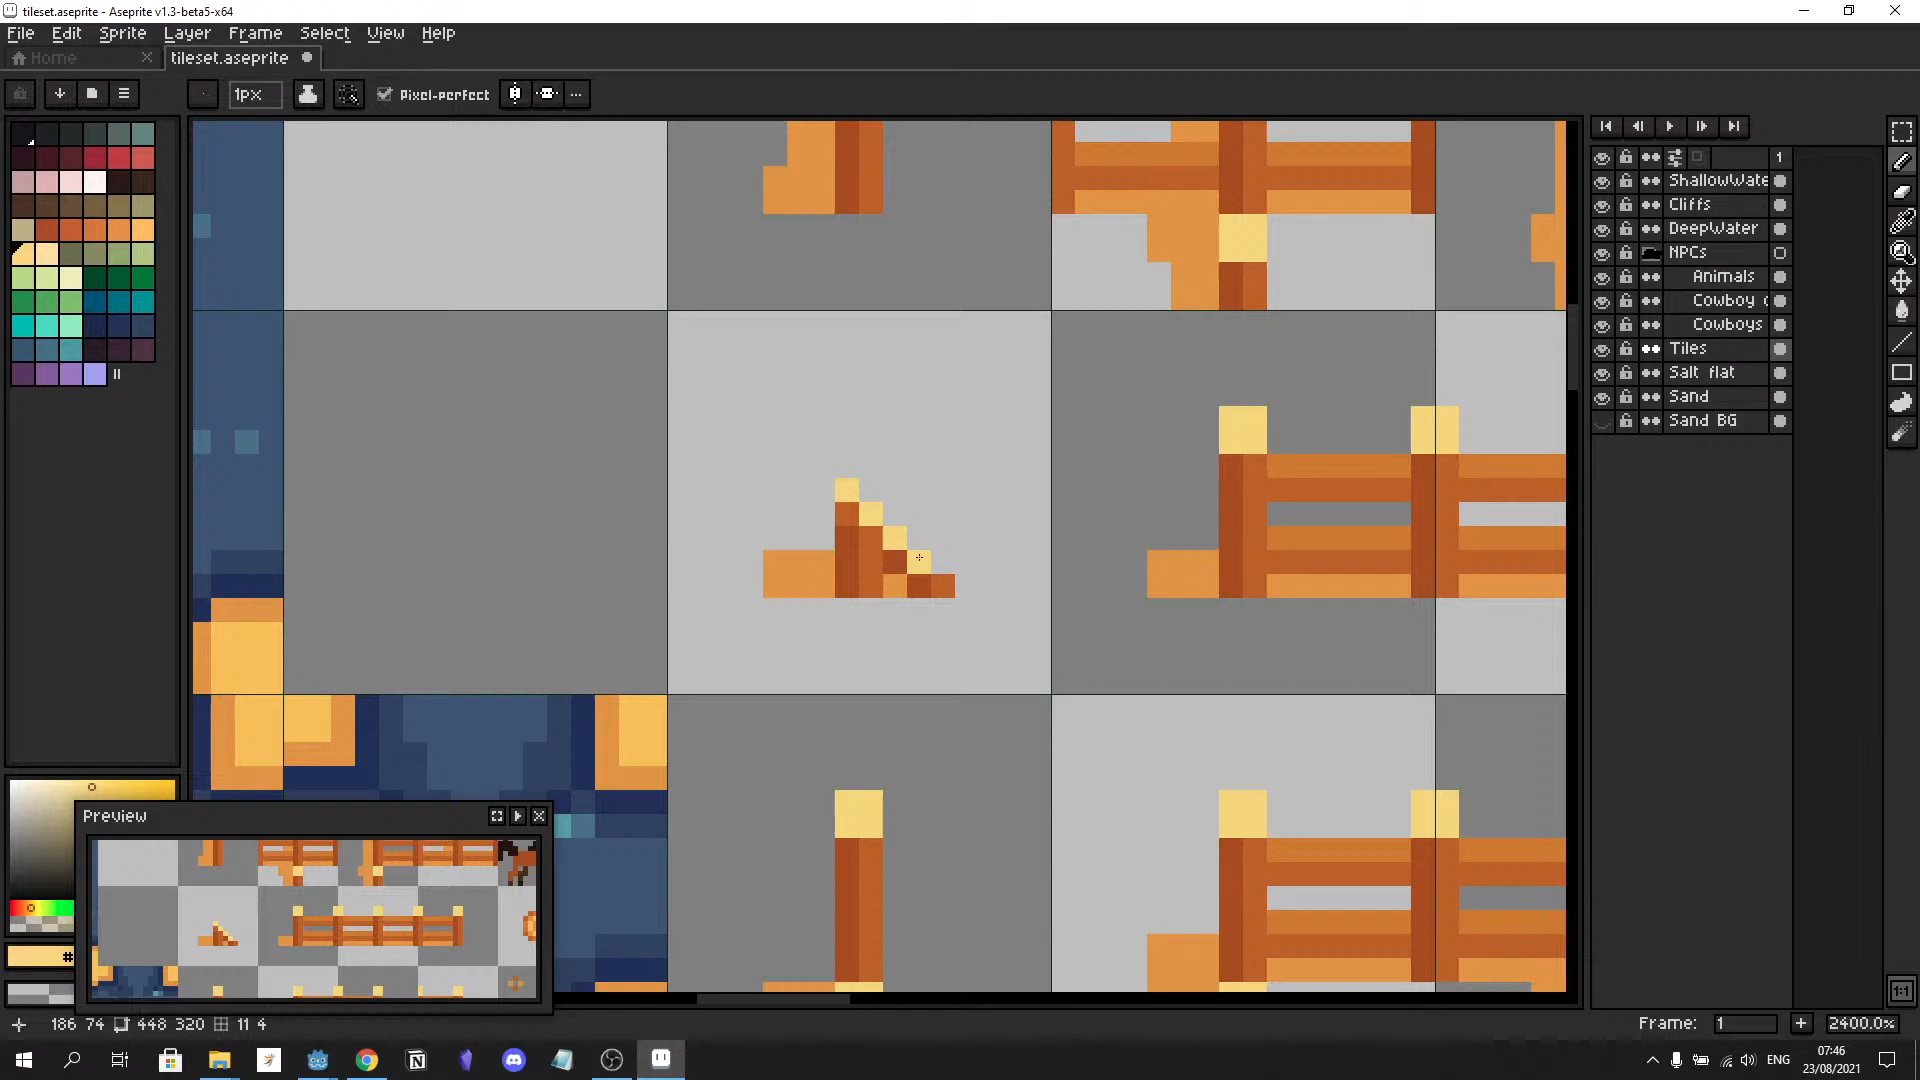 tileset.aseprite - Aseprite v1.3-beta5-x64
File Edit Sprite Layer Frame Select View Help
Home tileset.aseprite
1px Pixel-perfect ...
1
ShallowWate
Cliffs
DeepWater
NPCs
Animals
Cowboy
Cowboys
Tiles
Salt flat
Sand
Sand BG
Preview
#
1:1
186 74 448 320 11 4
Frame: 1 + 2400.0%
ENG
07:46
23/08/2021